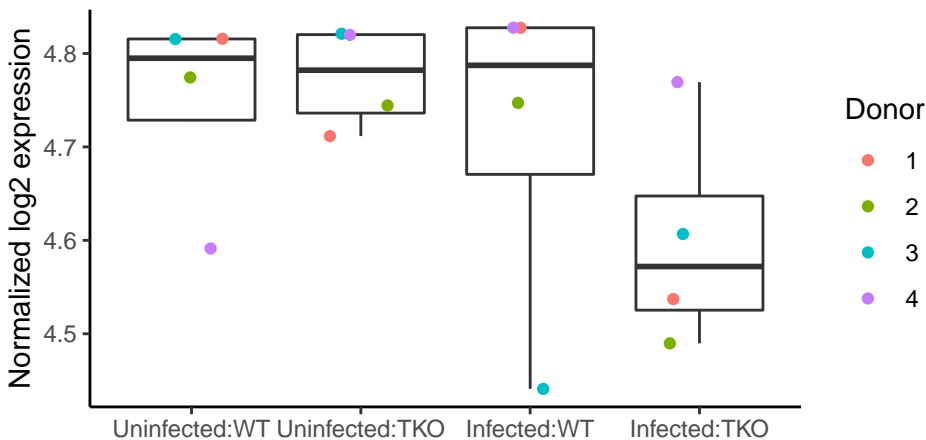 Normalized log2 expression
4.8
4.7
4.6
4.5
Uninfected:WT Uninfected:TKO Infected:WT Infected:TKO
Donor
1
2
3
4